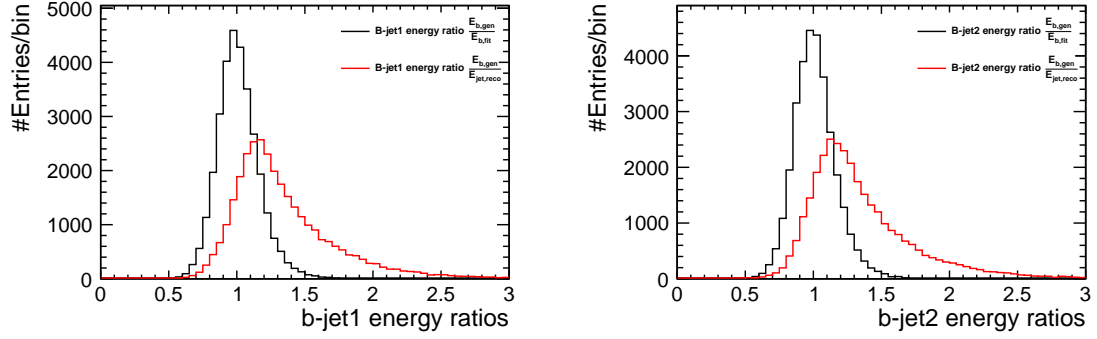 #Entries/bin
5000
4000
3000
2000
1000
0
B-jet1 energy ratio E_b,gen / E_b,fit
B-jet1 energy ratio E_b,gen / E_jet,reco
0 0.5 1 1.5 2 2.5 3
b-jet1 energy ratios
#Entries/bin
4000
3000
2000
1000
0
B-jet2 energy ratio E_b,gen / E_b,fit
B-jet2 energy ratio E_b,gen / E_jet,reco
0 0.5 1 1.5 2 2.5 3
b-jet2 energy ratios